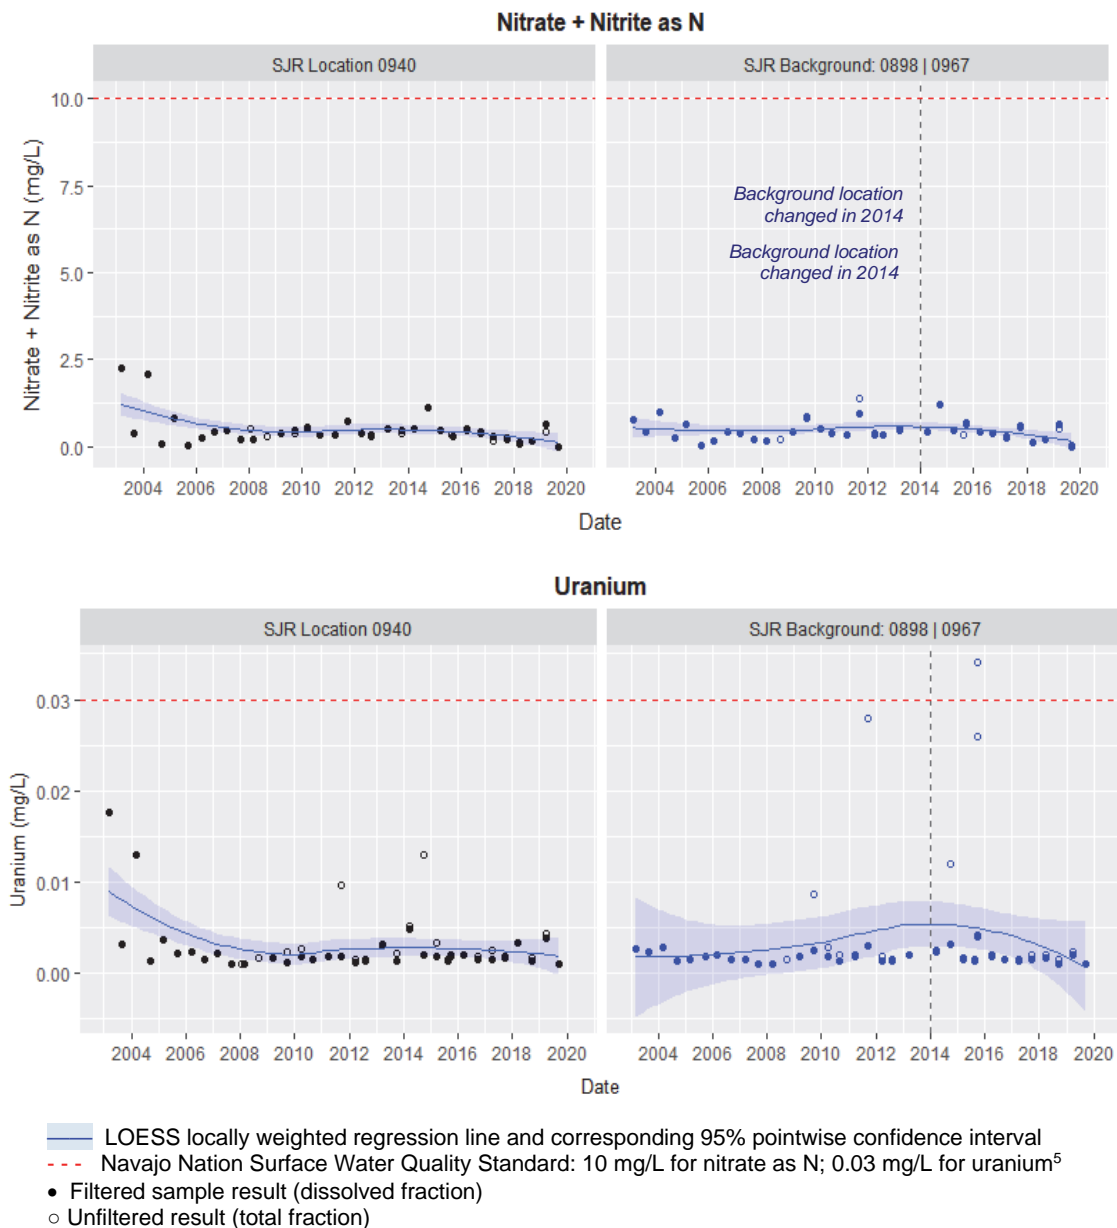 Nitrate + Nitrite as N
SJR Location 0940
SJR Background: 0898 | 0967
Nitrate + Nitrite as N (mg/L)
10.0
7.5
5.0
2.5
0.0
Background location
changed in 2014
Background location
changed in 2014
2004 2006 2008 2010 2012 2014 2016 2018 2020
2004 2006 2008 2010 2012 2014 2016 2018 2020
Date
Uranium
SJR Location 0940
SJR Background: 0898 | 0967
Uranium (mg/L)
0.03
0.02
0.01
0.00
2004 2006 2008 2010 2012 2014 2016 2018 2020
2004 2006 2008 2010 2012 2014 2016 2018 2020
Date
LOESS locally weighted regression line and corresponding 95% pointwise confidence interval
Navajo Nation Surface Water Quality Standard: 10 mg/L for nitrate as N; 0.03 mg/L for uranium⁵
Filtered sample result (dissolved fraction)
Unfiltered result (total fraction)